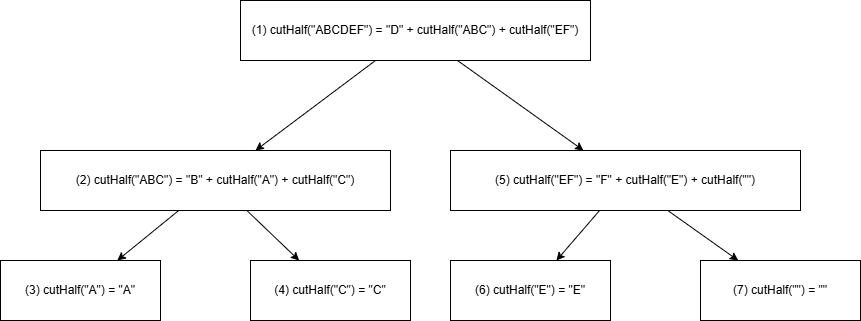 (1) cutHalf("ABCDEF") = "D" + cutHalf("ABC") + cutHalf("EF")
(2) cutHalf("ABC") = "B" + cutHalf("A") + cutHalf("C")
(5) cutHalf("EF") = "F" + cutHalf("E") + cutHalf("")
(3) cutHalf("A") = "A"
(4) cutHalf("C") = "C"
(6) cutHalf("E") = "E"
(7) cutHalf("") = ""